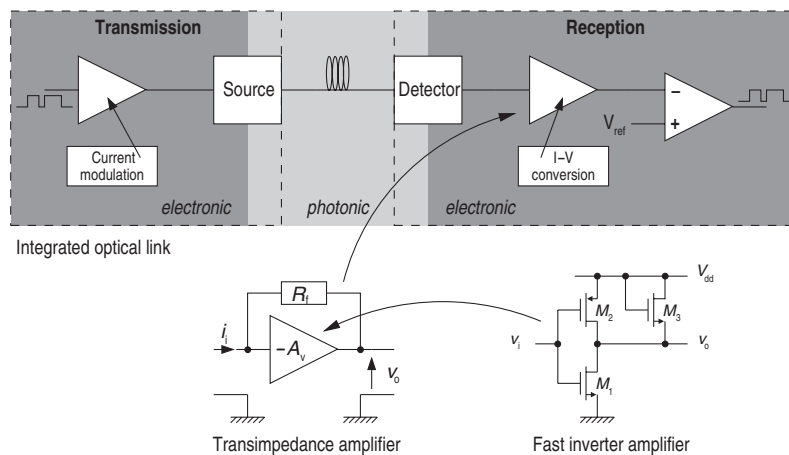 Transmission
Reception
Source
Detector
−
V_ref
+
Current
modulation
I–V
conversion
electronic
photonic
electronic
Integrated optical link
R_f
i_i
−A_v
v_o
V_dd
M_2
M_3
v_i
v_o
M_1
Transimpedance amplifier
Fast inverter amplifier